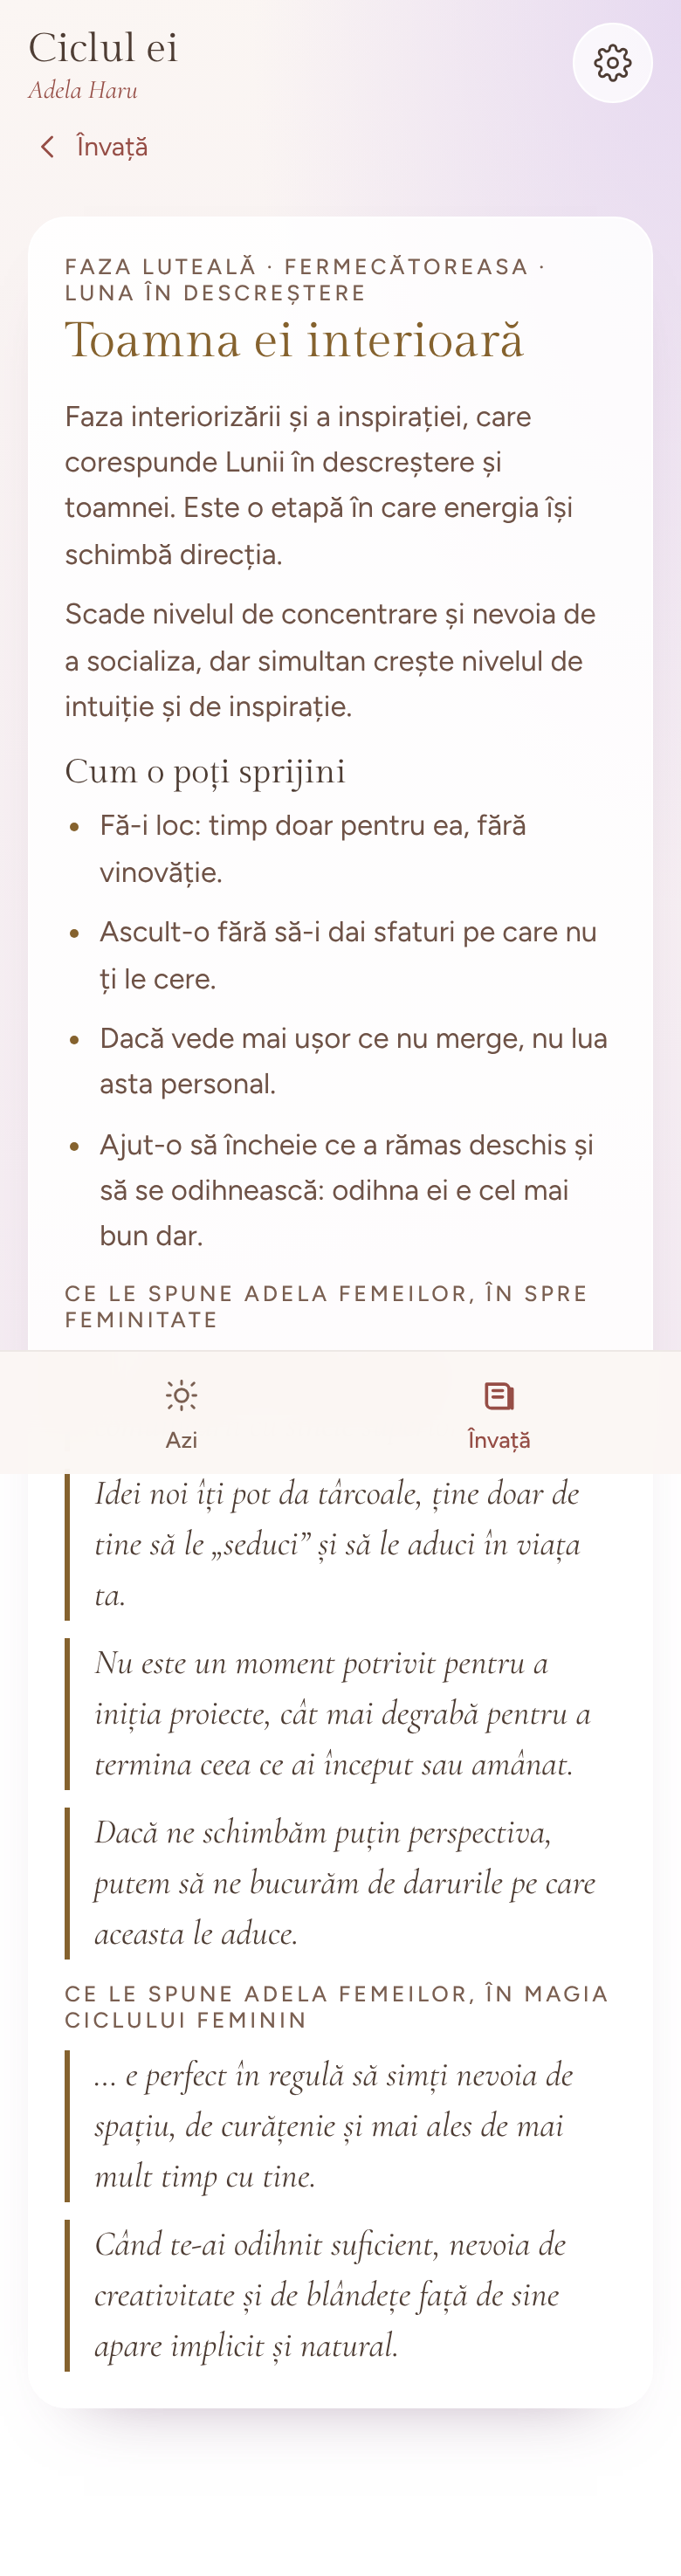 Ciclul ei
Adela Haru
Învață
FAZA LUTEALĂ · FERMECĂTOREASA ·
LUNA ÎN DESCREȘTERE
Toamna ei interioară
Faza interiorizării și a inspirației, care
corespunde Lunii în descreștere și
toamnei. Este o etapă în care energia își
schimbă direcția.
Scade nivelul de concentrare și nevoia de
a socializa, dar simultan crește nivelul de
intuiție și de inspirație.
Cum o poți sprijini
• Fă-i loc: timp doar pentru ea, fără
vinovăție.
• Ascult-o fără să-i dai sfaturi pe care nu
ți le cere.
• Dacă vede mai ușor ce nu merge, nu lua
asta personal.
• Ajut-o să încheie ce a rămas deschis și
să se odihnească: odihna ei e cel mai
bun dar.
CE LE SPUNE ADELA FEMEILOR, ÎN SPRE
FEMINITATE
Azi
Învață
Idei noi îți pot da târcoale, ține doar de
tine să le „seduci” și să le aduci în viața
ta.
Nu este un moment potrivit pentru a
iniția proiecte, cât mai degrabă pentru a
termina ceea ce ai început sau amânat.
Dacă ne schimbăm puțin perspectiva,
putem să ne bucurăm de darurile pe care
aceasta le aduce.
CE LE SPUNE ADELA FEMEILOR, ÎN MAGIA
CICLULUI FEMININ
... e perfect în regulă să simți nevoia de
spațiu, de curățenie și mai ales de mai
mult timp cu tine.
Când te-ai odihnit suficient, nevoia de
creativitate și de blândețe față de sine
apare implicit și natural.